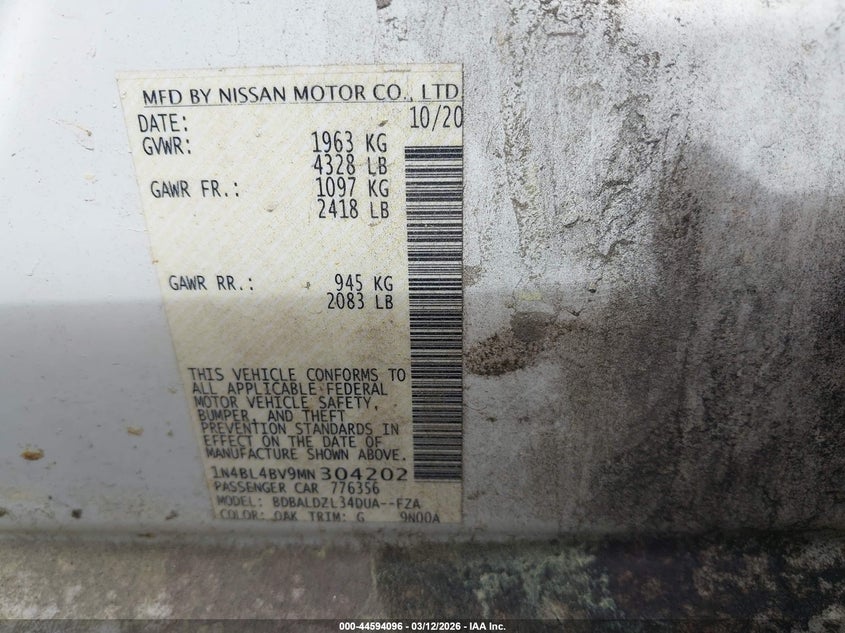 MFD BY NISSAN MOTOR CO., LTD
DATE: 10/20
GVWR: 1963 KG
4328 LB
GAWR FR.: 1097 KG
2418 LB
GAWR RR.: 945 KG
2083 LB
THIS VEHICLE CONFORMS TO
ALL APPLICABLE FEDERAL
MOTOR VEHICLE SAFETY,
BUMPER, AND THEFT
PREVENTION STANDARDS IN
EFFECT ON THE DATE OF
MANUFACTURE SHOWN ABOVE.
1N4BL4BV9MN304202
PASSENGER CAR 776356
MODEL: BDBALDZL34DUA--FZA
COLOR: QAK TRIM: G 9N00A
000-44594096 - 03/12/2026 - IAA Inc.